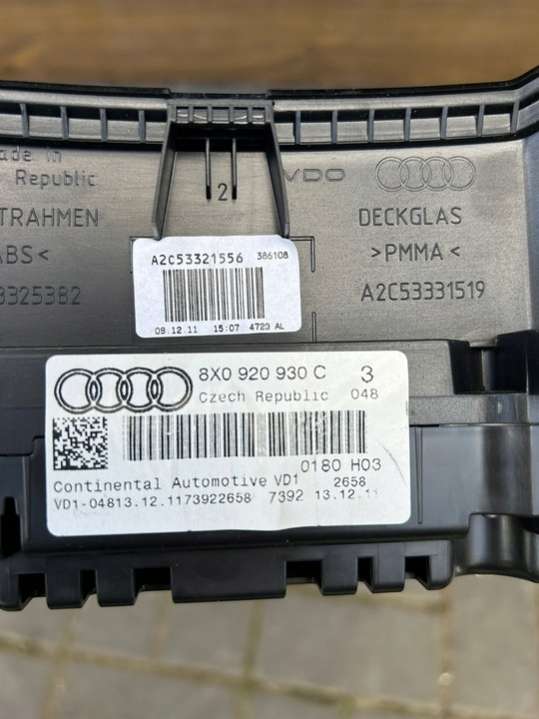 ade in
Republic
TRAHMEN
ABS<
3325382
2
VDO
DECKGLAS
>PMMA<
A2C53331519
A2C53321556 386108
09.12.11 15:07 4723 AL
8X0 920 930 C 3
Czech Republic 048
0180 H03
Continental Automotive VD1 2658
VD1-04813.12.1173922658 7392 13.12.11